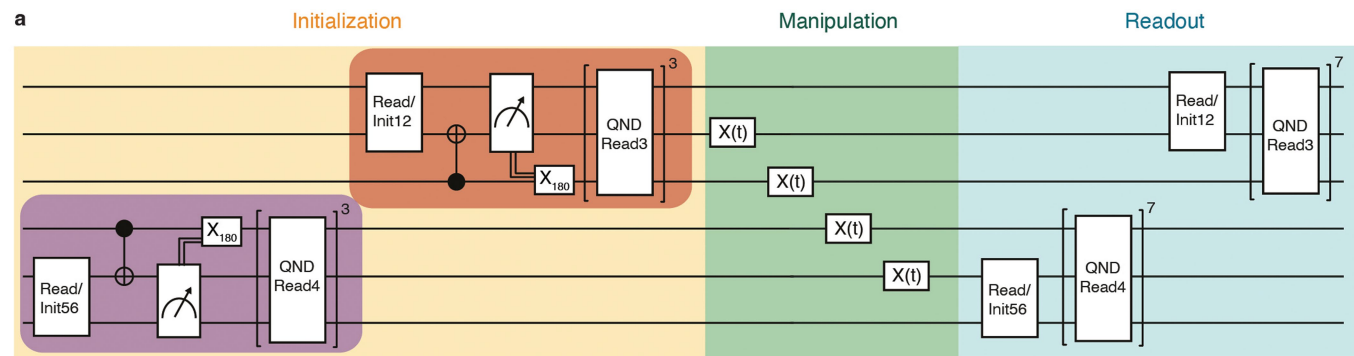 a
Initialization
Manipulation
Readout
Read/
Init12
QND
Read3
3
X180
X(t)
X(t)
X(t)
X(t)
Read/
Init12
QND
Read3
7
Read/
Init56
X180
QND
Read4
3
Read/
Init56
QND
Read4
7